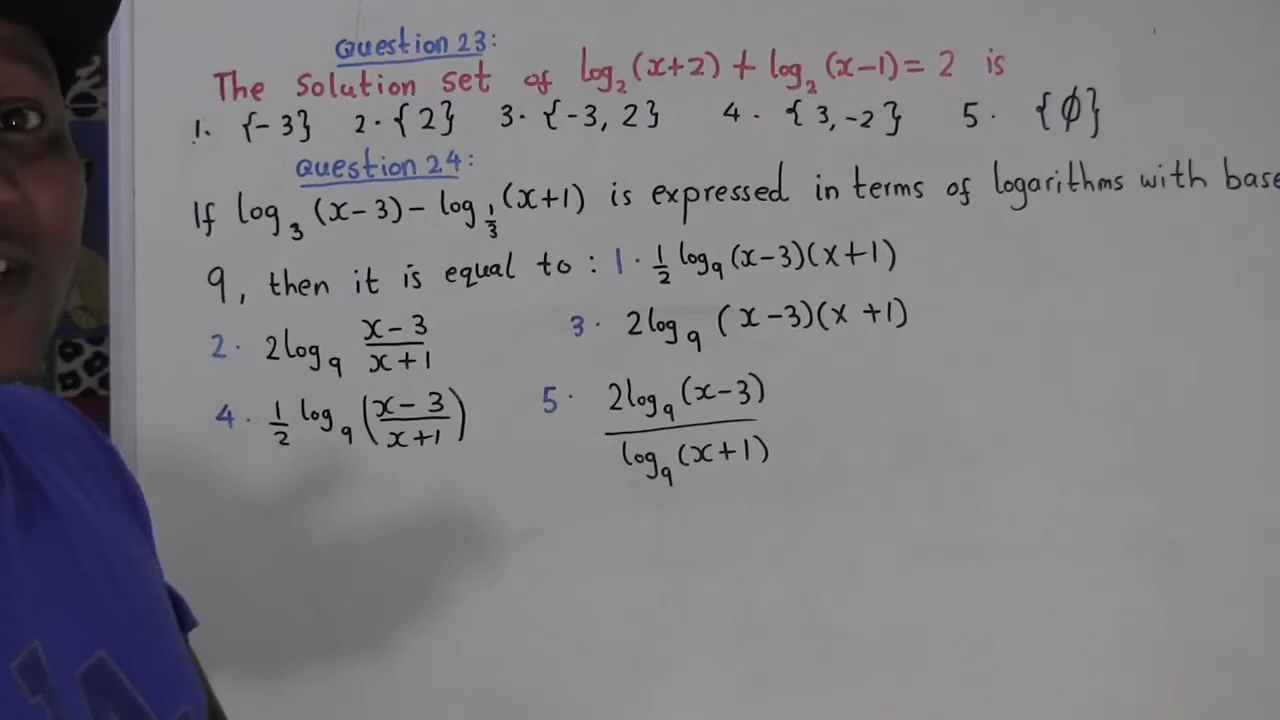 Question 23:
The solution set of log₂(x+2) + log₂(x-1) = 2 is
1. {-3} 2. {2} 3. {-3, 2} 4. {3, -2} 5. {ϕ}
Question 24:
If log₃(x-3) - log_{1/3}(x+1) is expressed in terms of logarithms with base
9, then it is equal to: 1. 1/2 log₉(x-3)(x+1)
2. 2log₉ (x-3)/(x+1) 3. 2log₉(x-3)(x+1)
4. 1/2 log₉((x-3)/(x+1)) 5. 2log₉(x-3)/log₉(x+1)